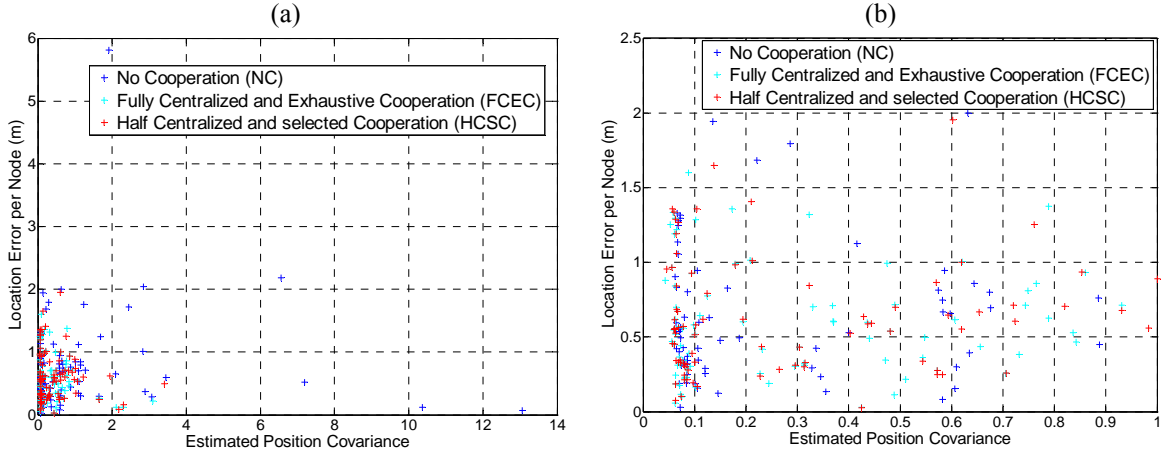 (a)
6
5
4
3
2
1
0
0
2
4
6
8
10
12
14
Location Error per Node (m)
Estimated Position Covariance
No Cooperation (NC)
Fully Centralized and Exhaustive Cooperation (FCEC)
Half Centralized and selected Cooperation (HCSC)
(b)
2.5
2
1.5
1
0.5
0
0
0.1
0.2
0.3
0.4
0.5
0.6
0.7
0.8
0.9
1
Location Error per Node (m)
Estimated Position Covariance
No Cooperation (NC)
Fully Centralized and Exhaustive Cooperation (FCEC)
Half Centralized and selected Cooperation (HCSC)